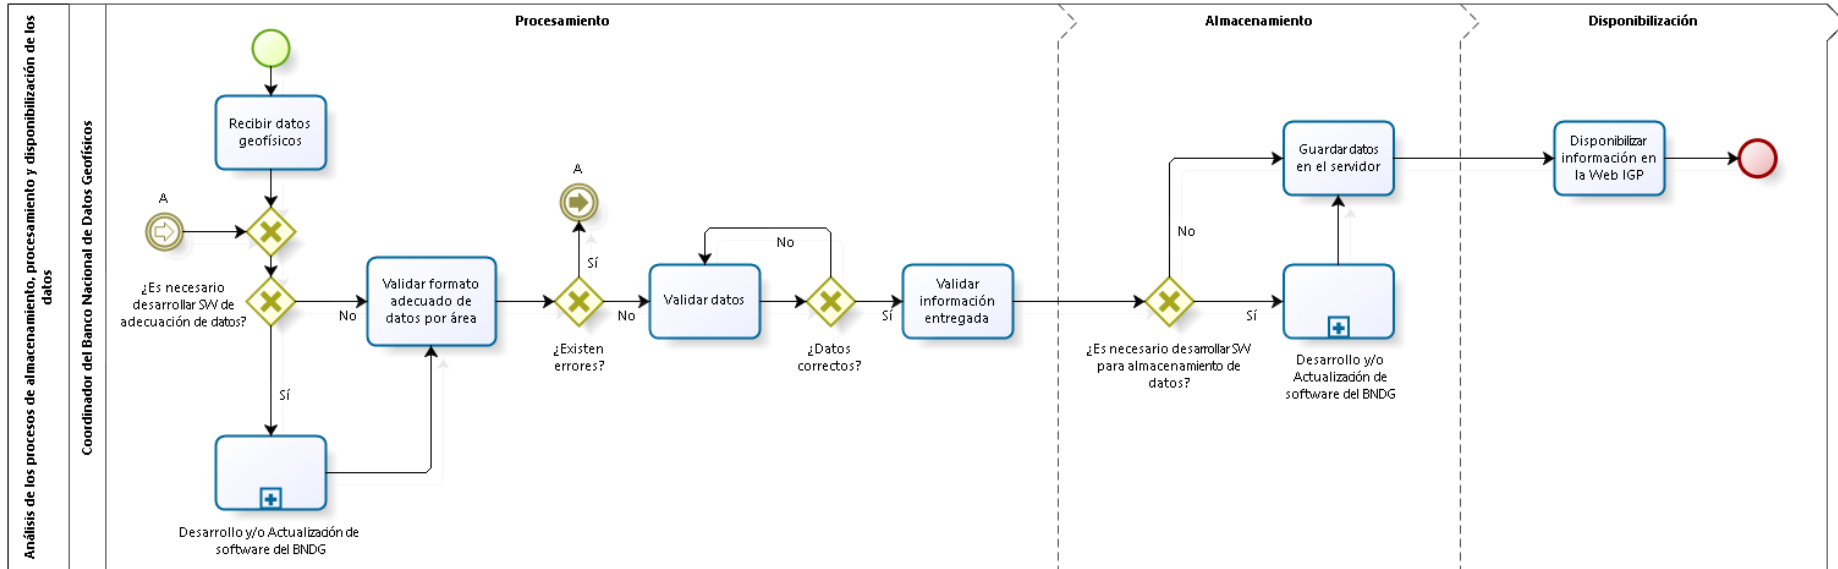 Análisis de los procesos de almacenamiento, procesamiento y disponibilización de los
datos
Coordinador del Banco Nacional de Datos Geofísicos
Procesamiento
Almacenamiento
Disponibilización
Recibir datos
geofísicos
A
¿Es necesario
desarrollar SW de
adecuación de datos?
No
Sí
Desarrollo y/o Actualización de
software del BNDG
Validar formato
adecuado de
datos por área
A
Sí
¿Existen
errores?
No
Validar datos
No
¿Datos
correctos?
Sí
Validar
información
entregada
¿Es necesario desarrollar SW
para almacenamiento de
datos?
No
Sí
Desarrollo y/o
Actualización de
software del BNDG
Guardar datos
en el servidor
Disponibilizar
información en
la Web IGP